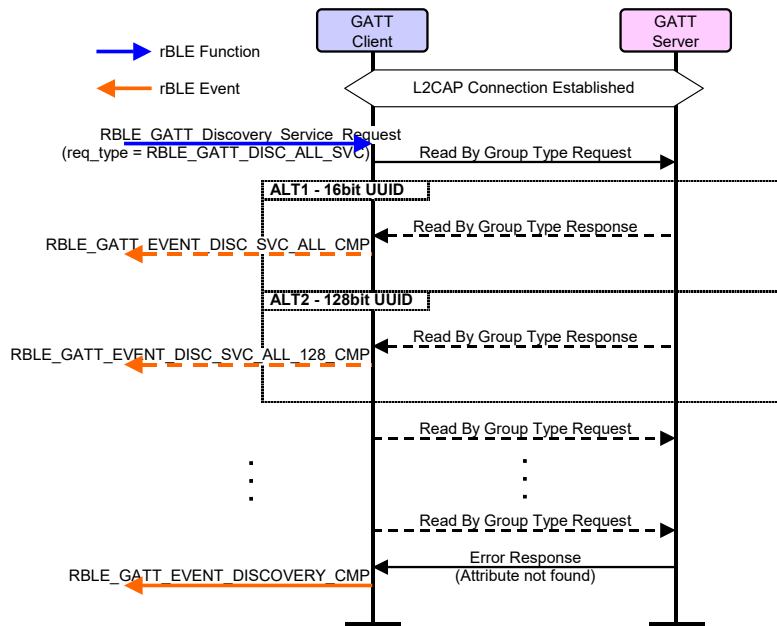 GATT
Client
GATT
Server
rBLE Function
rBLE Event
L2CAP Connection Established
RBLE_GATT_Discovery_Service_Request
(req_type = RBLE_GATT_DISC_ALL_SVC)
Read By Group Type Request
ALT1 - 16bit UUID
Read By Group Type Response
RBLE_GATT_EVENT_DISC_SVC_ALL_CMP
ALT2 - 128bit UUID
Read By Group Type Response
RBLE_GATT_EVENT_DISC_SVC_ALL_128_CMP
Read By Group Type Request
Read By Group Type Request
Error Response
(Attribute not found)
RBLE_GATT_EVENT_DISCOVERY_CMP